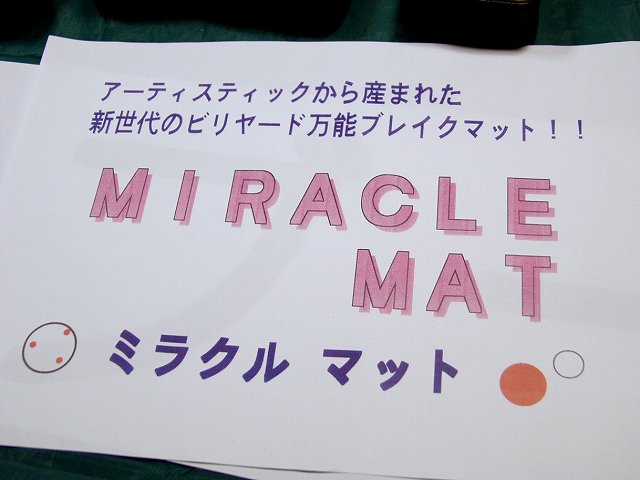 アーティスティックから産まれた
新世代のビリヤード万能ブレイクマット！！
MIRACLE
MAT
ミラクル マット